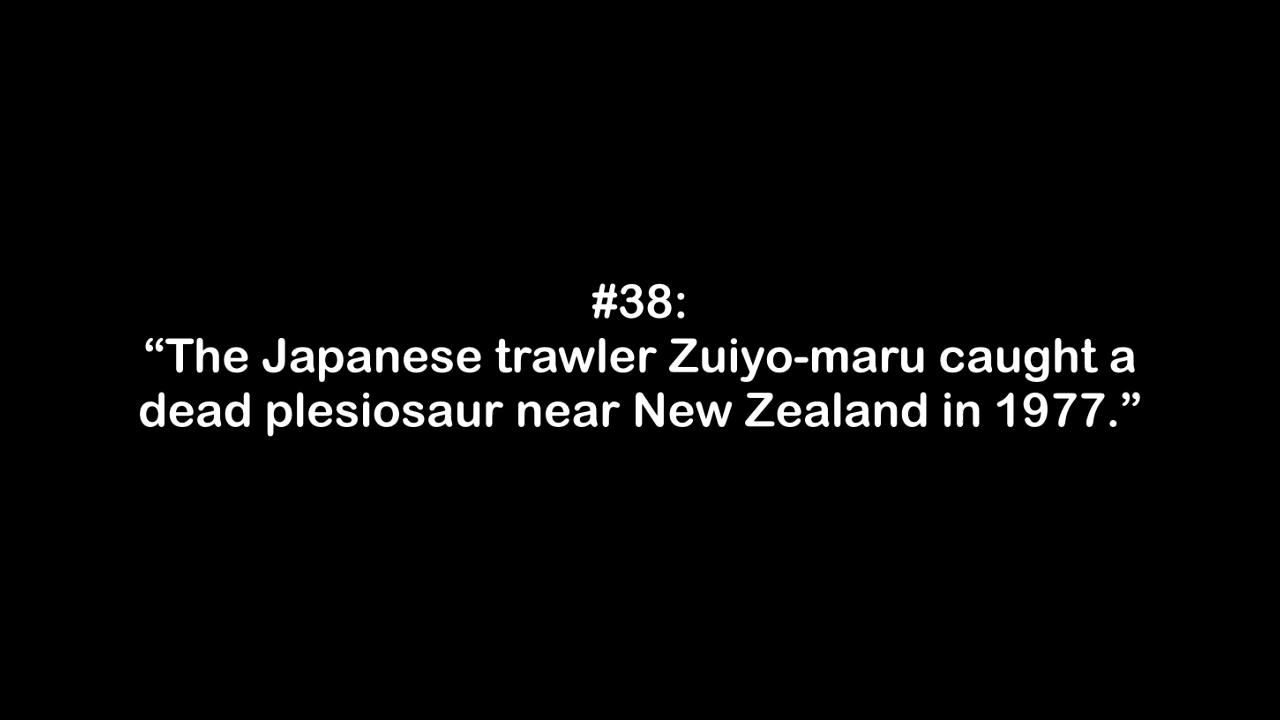 #38:
“The Japanese trawler Zuiyo-maru caught a
dead plesiosaur near New Zealand in 1977.”